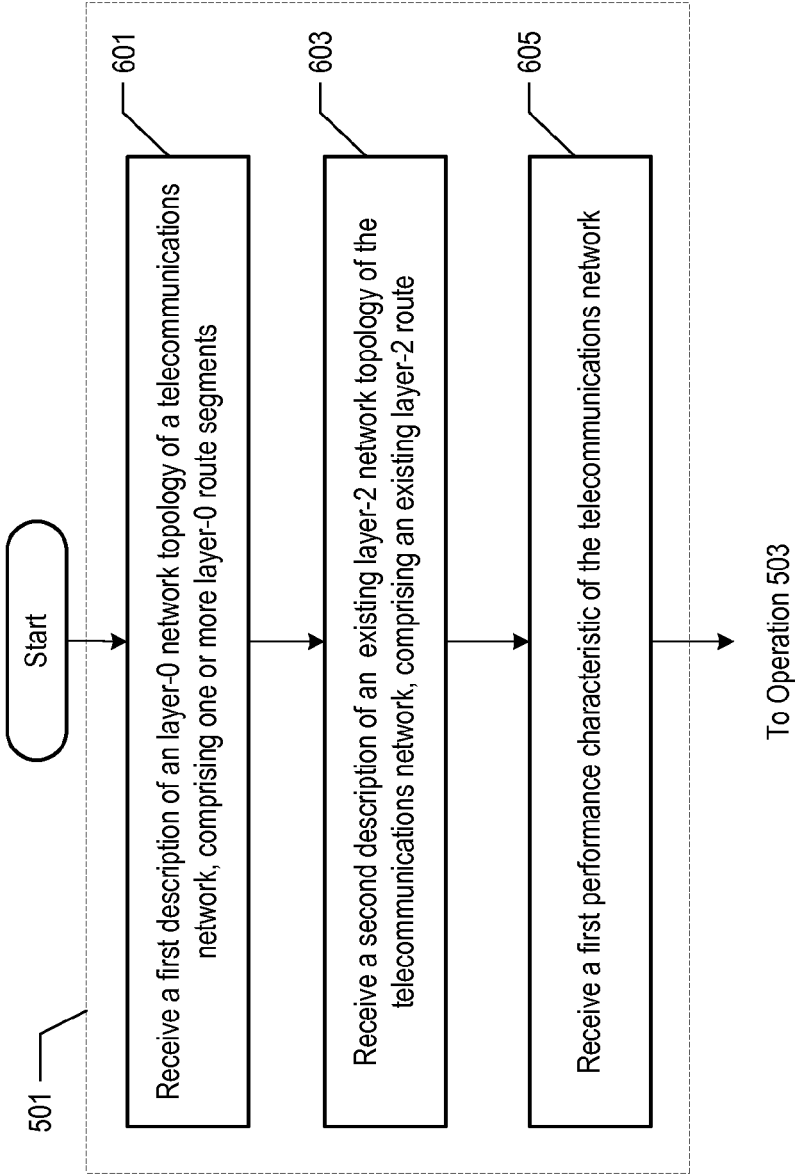 Start
501
601
Receive a first description of an layer-0 network topology of a telecommunications
network, comprising one or more layer-0 route segments
603
Receive a second description of an existing layer-2 network topology of the
telecommunications network, comprising an existing layer-2 route
605
Receive a first performance characteristic of the telecommunications network
To Operation 503